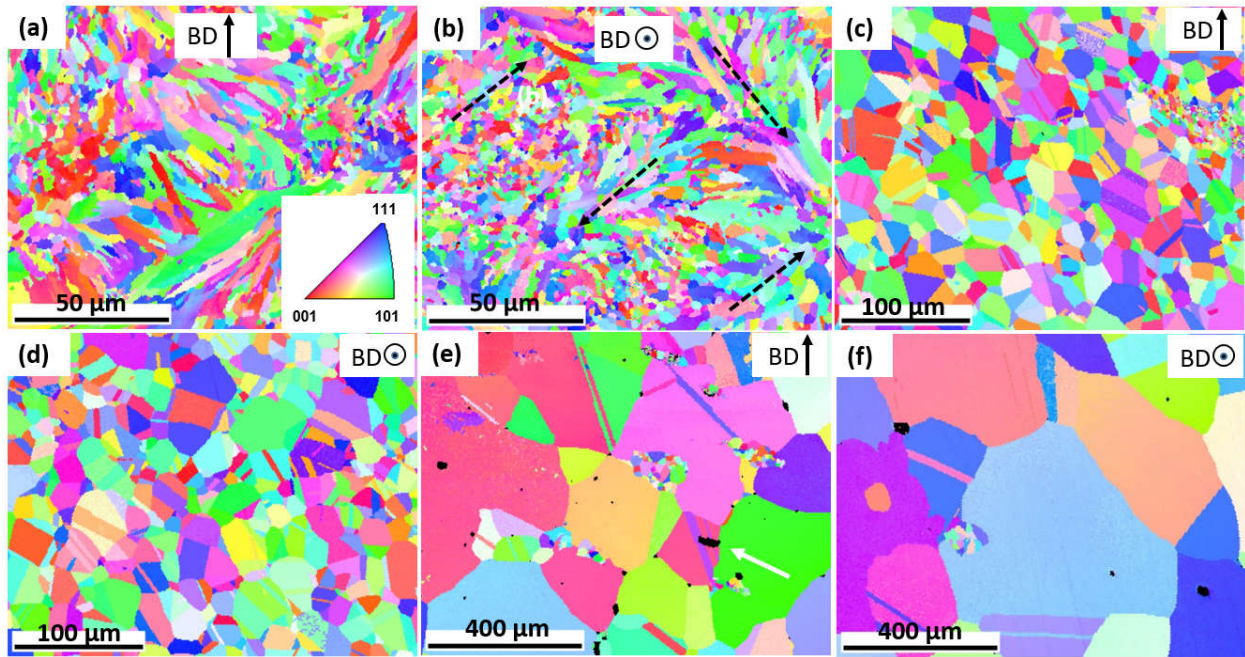 (a)
BD
111
001
101
50 μm
(b)
BD
(b)
50 μm
(c)
BD
100 μm
(d)
BD
100 μm
(e)
BD
400 μm
(f)
BD
400 μm